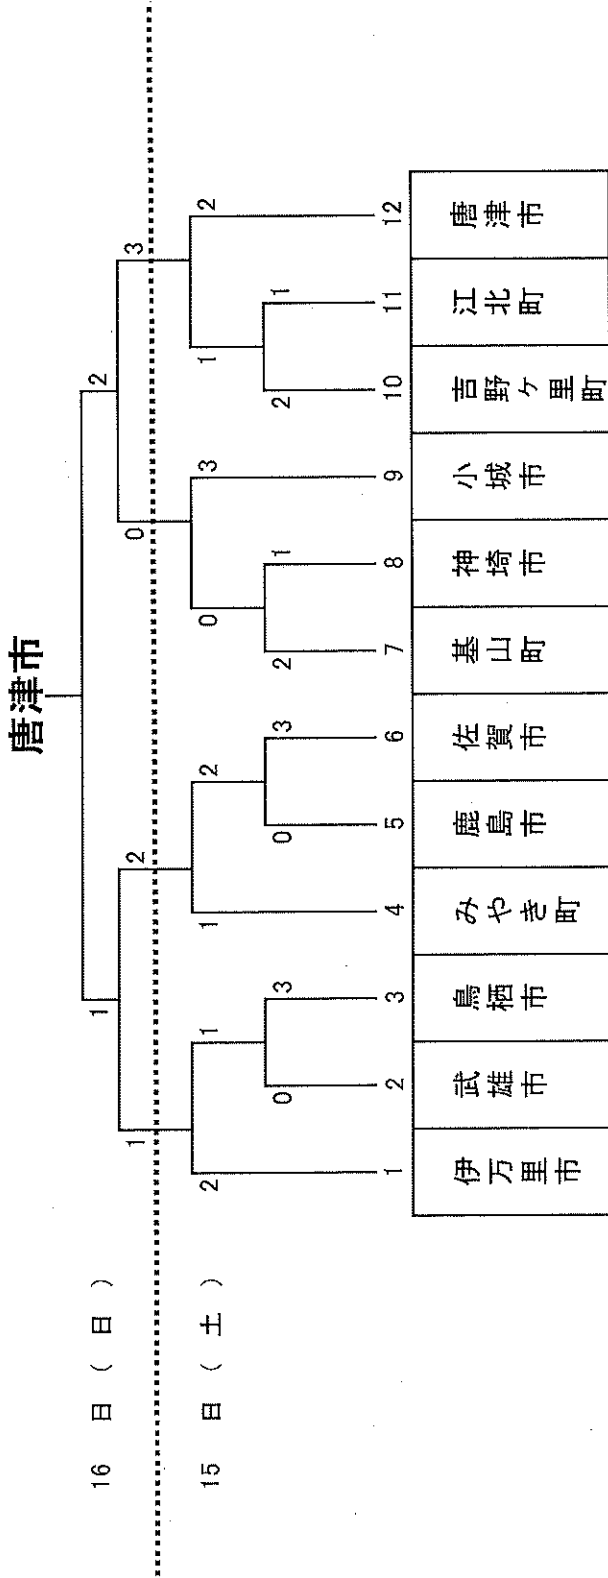 唐津市
16 日 ( 日 )
15 日 ( 土 )
1 2
1 2 0 3
2 1 1 2 0 3 1 2
0 3 0 3 2 1 2 1
1 2 3 4 5 6 7 8 9 10 11 12
伊万里市 武雄市 鳥栖市 みやき町 鹿島市 佐賀市 基山町 神埼市 小城市 吉野ヶ里町 江北町 唐津市